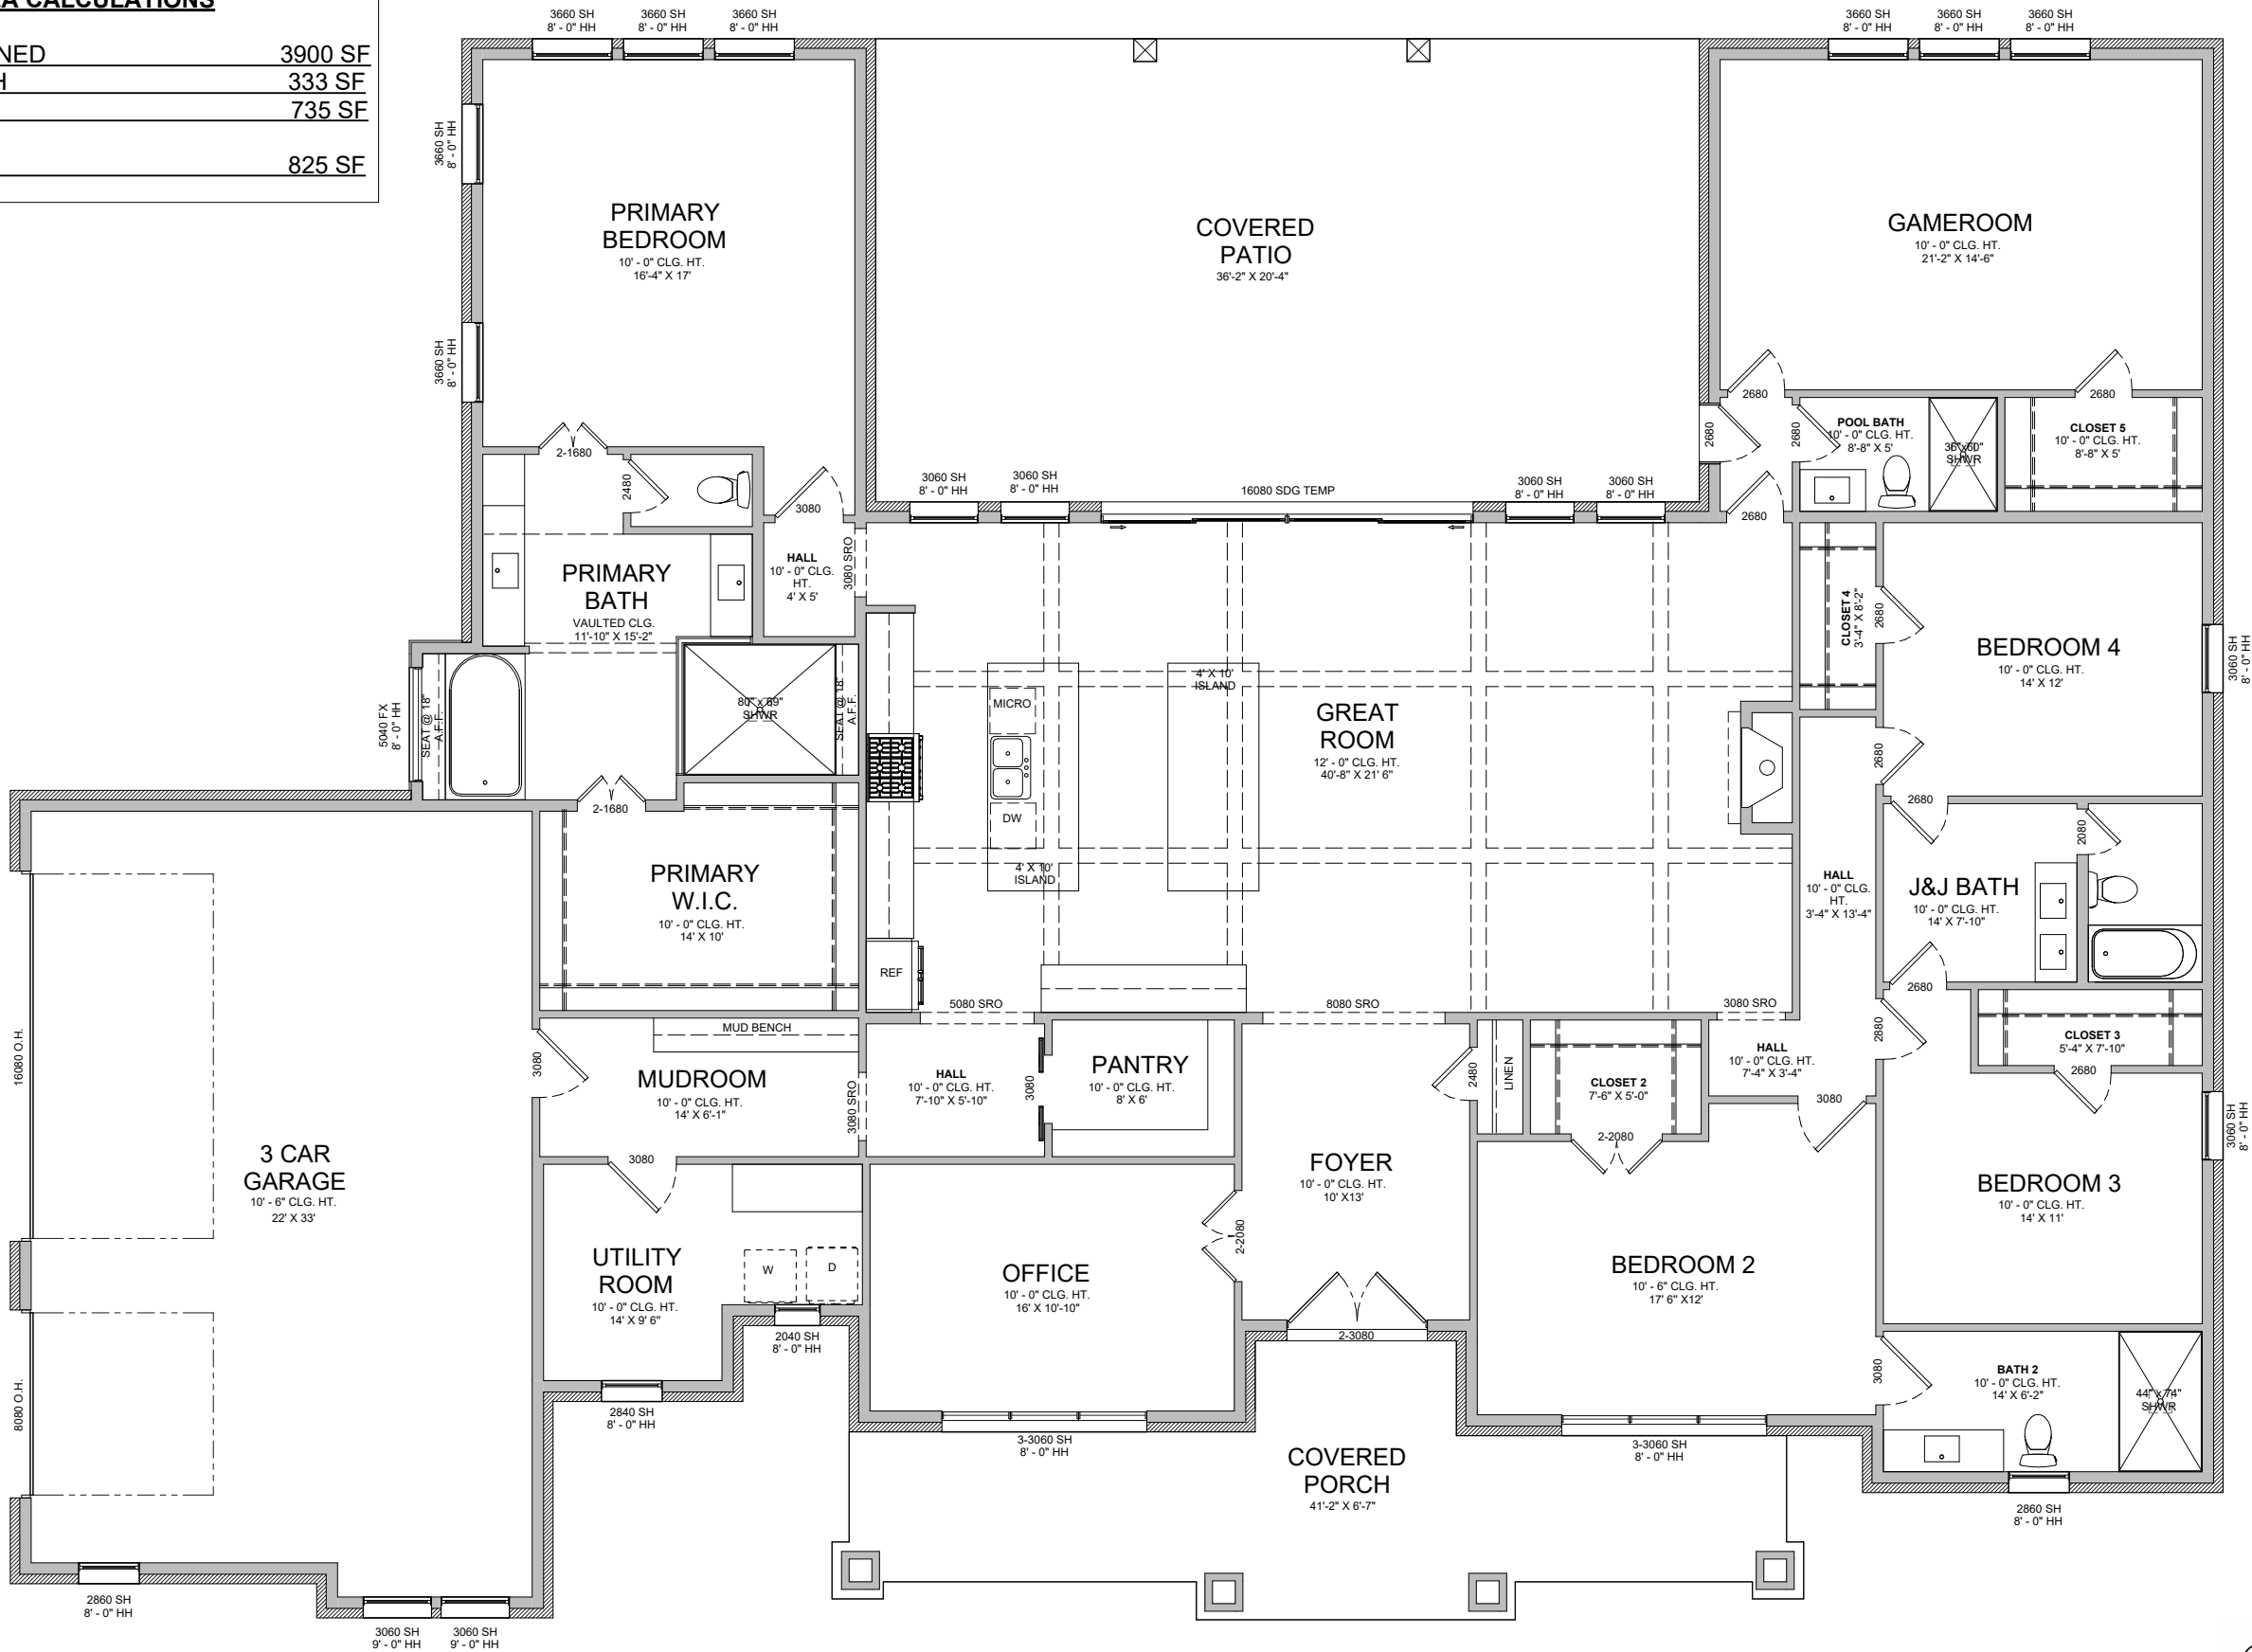 CALCULATIONS
3900 SF
333 SF
735 SF
825 SF
3660 SH
8' - 0" HH
3660 SH
8' - 0" HH
3660 SH
8' - 0" HH
3660 SH
8' - 0" HH
3660 SH
8' - 0" HH
3660 SH
8' - 0" HH
3660 SH
8' - 0" HH
3660 SH
8' - 0" HH
PRIMARY
BEDROOM
10' - 0" CLG. HT.
16'-4" X 17'
COVERED
PATIO
36'-2" X 20'-4"
GAMEROOM
10' - 0" CLG. HT.
21'-2" X 14'-6"
2-1680
2480
3080
3060 SH
8' - 0" HH
3060 SH
8' - 0" HH
16080 SDG TEMP
3060 SH
8' - 0" HH
3060 SH
8' - 0" HH
2680
2680
2680
2680
2680
POOL BATH
10' - 0" CLG. HT.
8'-8" X 5'
SHWR
CLOSET 5
10' - 0" CLG. HT.
8'-8" X 5'
PRIMARY
BATH
VAULTED CLG.
11'-10" X 15'-2"
HALL
10' - 0" CLG.
HT.
4' X 5'
3080 SRO
5040 FX
8' - 0" HH
SEAT @ 18"
A.F.F.
80" x 69"
SHWR
SEAT @ 18"
A.F.F.
2-1680
MICRO
DW
4' X 10'
ISLAND
4' X 10'
ISLAND
REF
GREAT
ROOM
12' - 0" CLG. HT.
40'-8" X 21' 6"
CLOSET 4
3'-4" X 8'-2"
2680
BEDROOM 4
10' - 0" CLG. HT.
14' X 12'
3060 SH
8' - 0" HH
2680
2680
2080
HALL
10' - 0" CLG.
HT.
3'-4" X 13'-4"
J&J BATH
10' - 0" CLG. HT.
14' X 7'-10"
2680
PRIMARY
W.I.C.
10' - 0" CLG. HT.
14' X 10'
5080 SRO
8080 SRO
3080 SRO
MUD BENCH
3080
MUDROOM
10' - 0" CLG. HT.
14' X 6'-1"
3080 SRO
HALL
10' - 0" CLG. HT.
7'-10" X 5'-10"
3080
PANTRY
10' - 0" CLG. HT.
8' X 6'
2480
LINEN
CLOSET 2
7'-6" X 5'-0"
2-2080
HALL
10' - 0" CLG. HT.
7'-4" X 3'-4"
2880
3080
CLOSET 3
5'-4" X 7'-10"
2680
3060 SH
8' - 0" HH
16080 O.H.
3 CAR
GARAGE
10' - 6" CLG. HT.
22' X 33'
8080 O.H.
3080
UTILITY
ROOM
10' - 0" CLG. HT.
14' X 9' 6"
W
D
2040 SH
8' - 0" HH
2840 SH
8' - 0" HH
OFFICE
10' - 0" CLG. HT.
16' X 10'-10"
2-2080
FOYER
10' - 0" CLG. HT.
10' X13'
2-3080
BEDROOM 2
10' - 6" CLG. HT.
17' 6" X12'
BEDROOM 3
10' - 0" CLG. HT.
14' X 11'
3080
BATH 2
10' - 0" CLG. HT.
14' X 6'-2"
44" x 74"
SHWR
3-3060 SH
8' - 0" HH
3-3060 SH
8' - 0" HH
COVERED
PORCH
41'-2" X 6'-7"
2860 SH
8' - 0" HH
2860 SH
8' - 0" HH
3060 SH
9' - 0" HH
3060 SH
9' - 0" HH